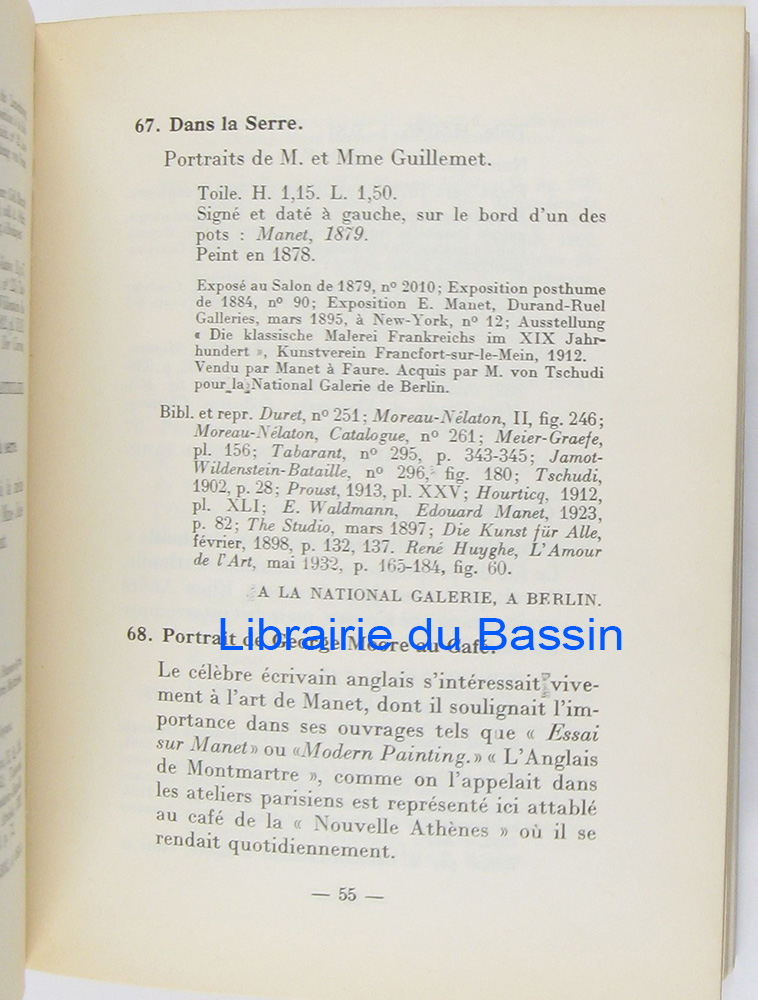 67. Dans la Serre.
Portraits de M. et Mme Guillemet.
Toile. H. 1,15. L. 1,50.
Signé et daté à gauche, sur le bord d'un des
pots : Manet, 1879.
Peint en 1878.
Exposé au Salon de 1879, nº 2010; Exposition posthume
de 1884, nº 90; Exposition E. Manet, Durand-Ruel
Galleries, mars 1895, à New-York, nº 12; Ausstellung
« Die klassische Malerei Frankreichs im XIX Jahr-
hundert », Kunstverein Francfort-sur-le-Mein, 1912.
Vendu par Manet à Faure. Acquis par M. von Tschudi
pour la National Galerie de Berlin.
Bibl. et repr. Duret, nº 251; Moreau-Nélaton, II, fig. 246;
Moreau-Nélaton, Catalogue, nº 261; Meier-Graefe,
pl. 156; Tabarant, nº 295, p. 343-345; Jamot-
Wildenstein-Bataille, nº 296, fig. 180; Tschudi,
1902, p. 28; Proust, 1913, pl. XXV; Hourticq, 1912,
pl. XLI; E. Waldmann, Edouard Manet, 1923,
p. 82; The Studio, mars 1897; Die Kunst für Alle,
février, 1898, p. 132, 137. René Huyghe, L'Amour
de l'Art, mai 1932, p. 165-184, fig. 60.
A LA NATIONAL GALERIE, A BERLIN.
68. Portrait de George Moore au Café.
Librairie du Bassin
Le célèbre écrivain anglais s'intéressait vive-
ment à l'art de Manet, dont il soulignait l'im-
portance dans ses ouvrages tels que « Essai
sur Manet» ou «Modern Painting.» « L'Anglais
de Montmartre », comme on l'appelait dans
les ateliers parisiens est représenté ici attablé
au café de la « Nouvelle Athènes » où il se
rendait quotidiennement.
— 55 —